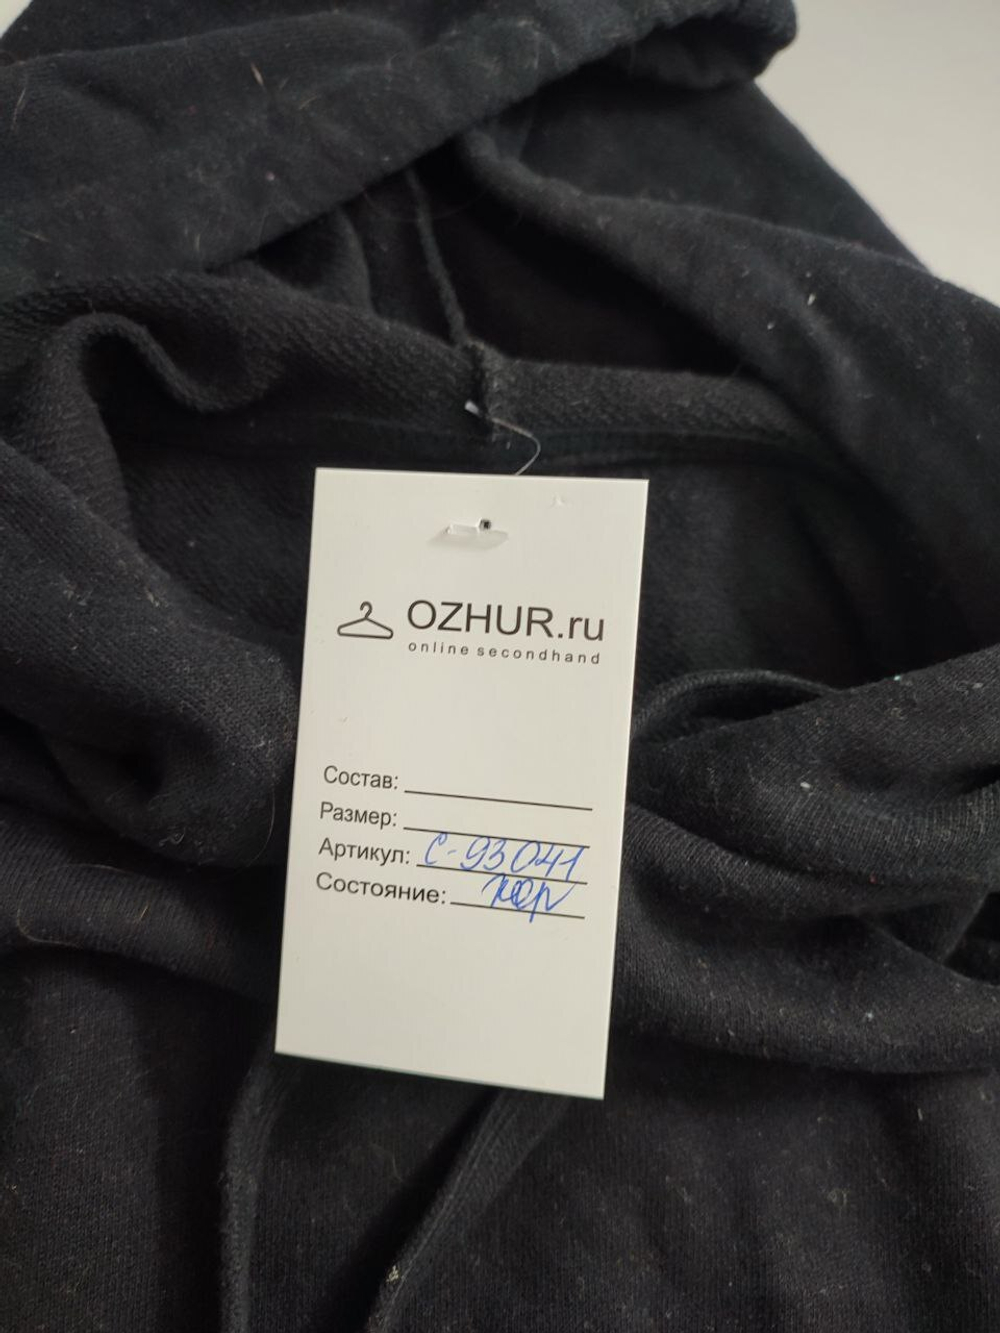 OZHUR.ru
online secondhand
Состав:
Размер:
Артикул: С-93041
Состояние: хор